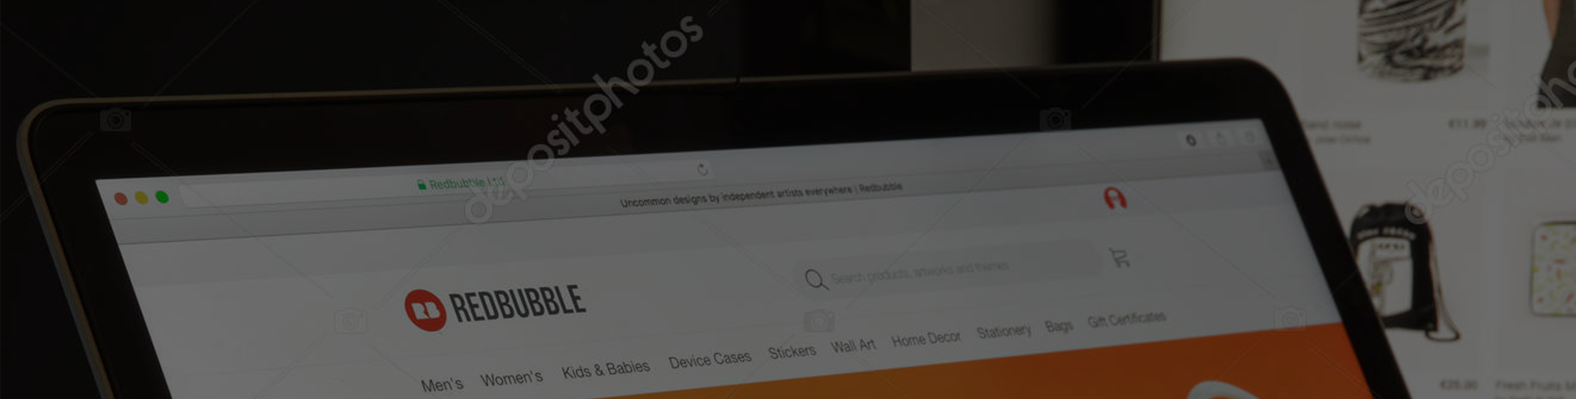 depositphotos
depositphotos
€11.99
Redbubble Ltd.
Uncommon designs by independent artists everywhere | Redbubble
Search products, artworks and themes
RB REDBUBBLE
Men's Women's Kids & Babies Device Cases Stickers Wall Art Home Decor Stationery Bags Gift Certificates
€25.00 Fresh Fruits